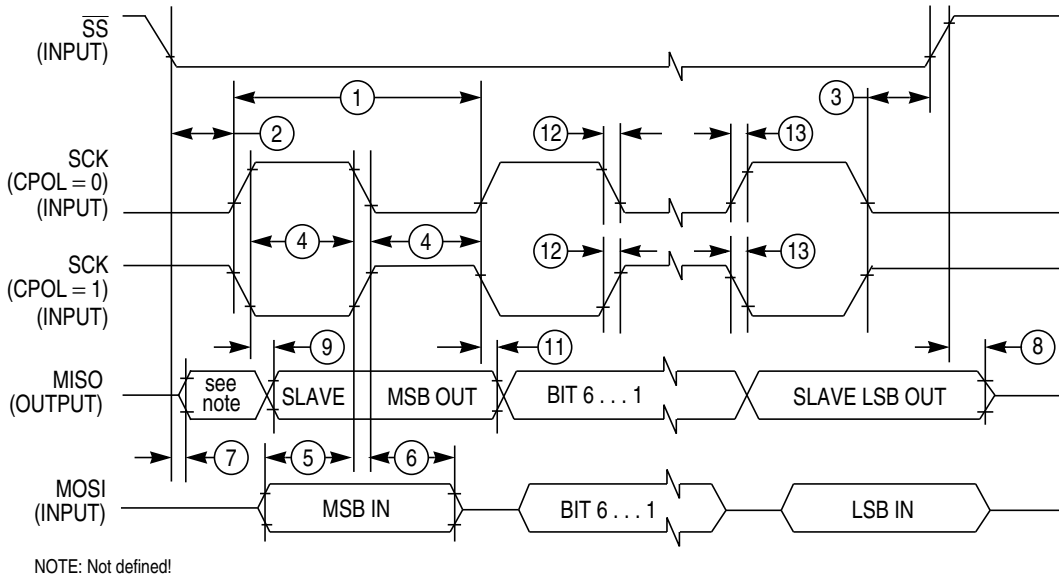 SS
(INPUT)
1
3
2
12
13
SCK
(CPOL = 0)
(INPUT)
4
4
SCK
(CPOL = 1)
(INPUT)
12
13
9
11
8
MISO
(OUTPUT)
see
note
SLAVE
MSB OUT
BIT 6 . . . 1
SLAVE LSB OUT
7
5
6
MOSI
(INPUT)
MSB IN
BIT 6 . . . 1
LSB IN
NOTE: Not defined!